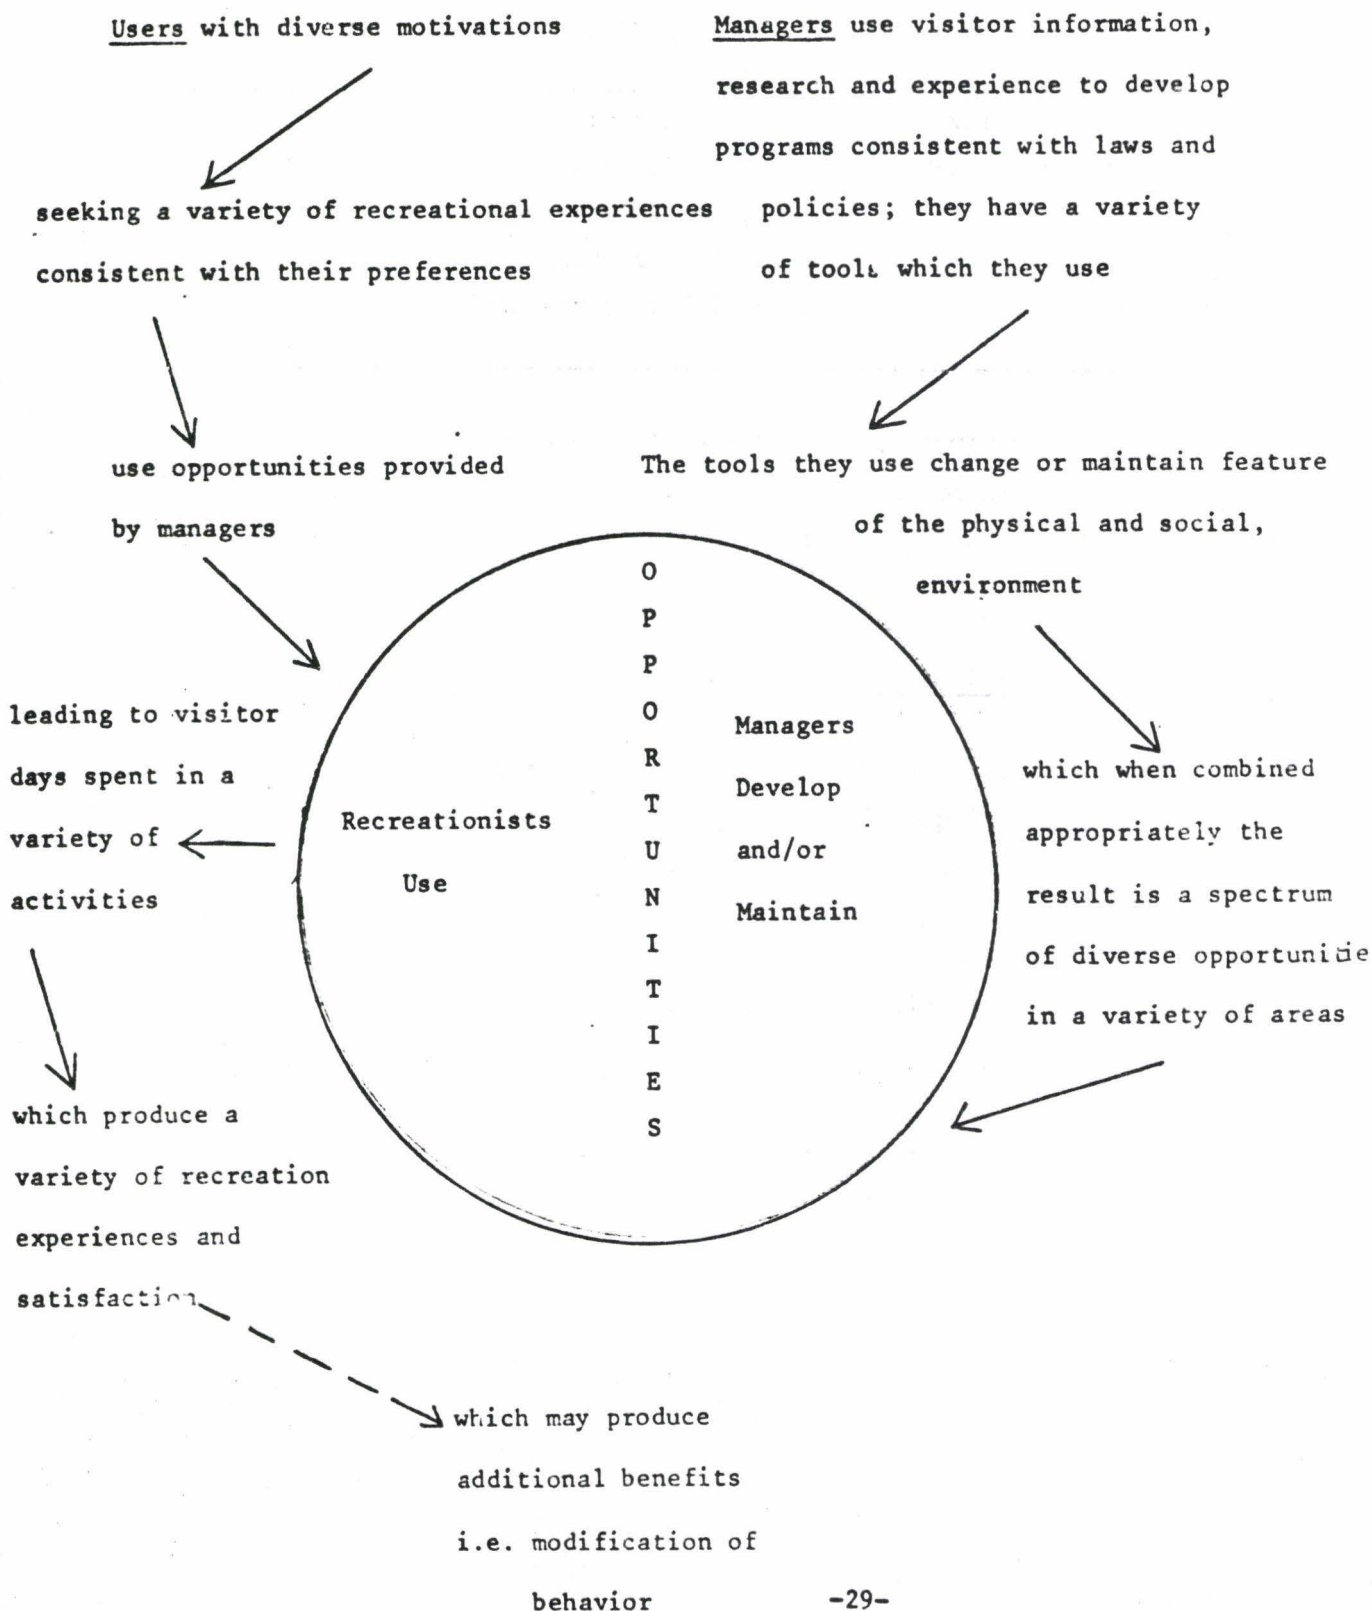 Users with diverse motivations
seeking a variety of recreational experiences
consistent with their preferences
use opportunities provided
by managers
Managers use visitor information,
research and experience to develop
programs consistent with laws and
policies; they have a variety
of tools which they use
The tools they use change or maintain feature
of the physical and social,
environment
which when combined
appropriately the
result is a spectrum
of diverse opportunitie
in a variety of areas
Recreationists
Use
O
P
P
O
R
T
U
N
I
T
I
E
S
Managers
Develop
and/or
Maintain
leading to visitor
days spent in a
variety of
activities
which produce a
variety of recreation
experiences and
satisfaction
which may produce
additional benefits
i.e. modification of
behavior
-29-